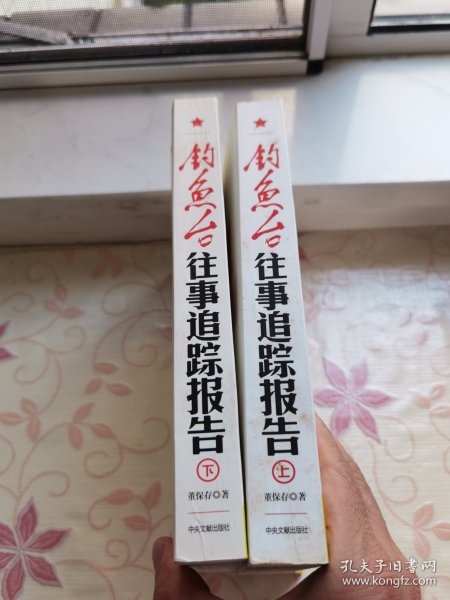 钓鱼台
往事追踪报告
下
董保存◎著
中央文献出版社
钓鱼台
往事追踪报告
上
董保存◎著
中央文献出版社
孔夫子旧书网
www.kongfz.com